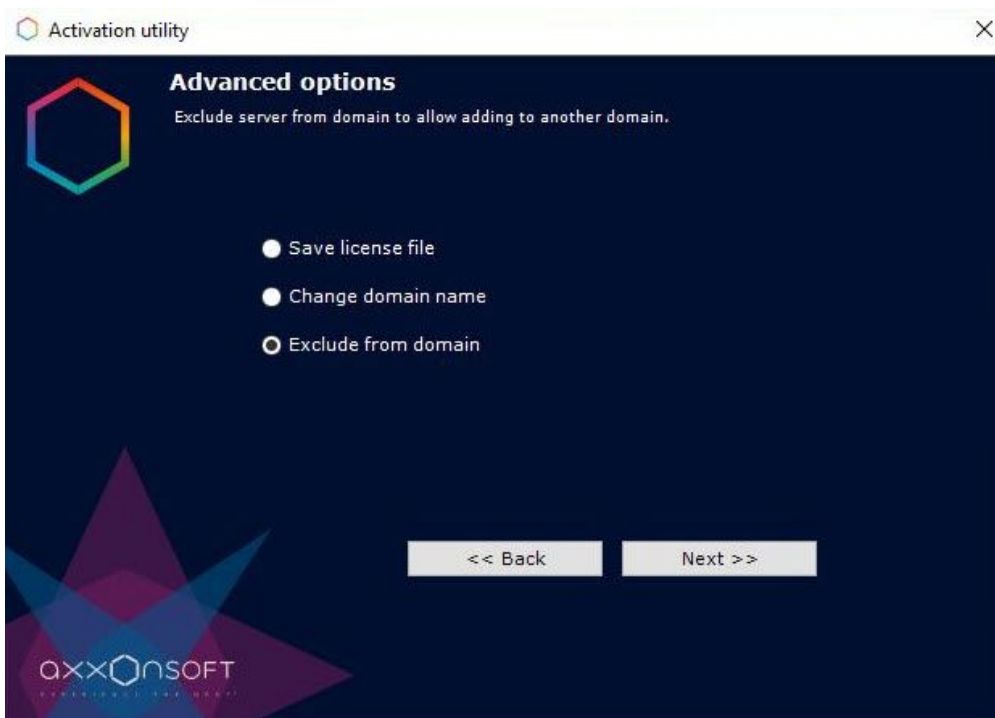 Activation utility
Advanced options
Exclude server from domain to allow adding to another domain.
Save license file
Change domain name
Exclude from domain
<< Back
Next >>
axxonsoft